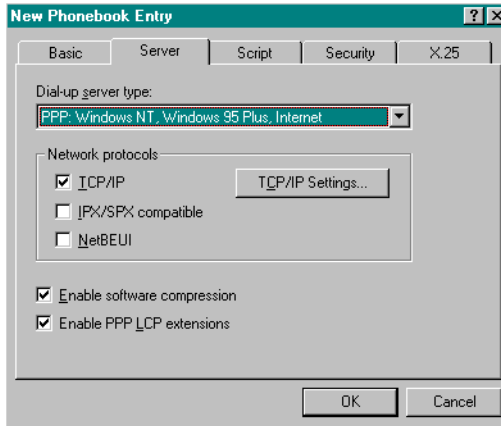 New Phonebook Entry
Basic Server Script Security X.25
Dial-up server type:
PPP: Windows NT, Windows 95 Plus, Internet
Network protocols
TCP/IP TCP/IP Settings...
IPX/SPX compatible
NetBEUI
Enable software compression
Enable PPP LCP extensions
OK Cancel